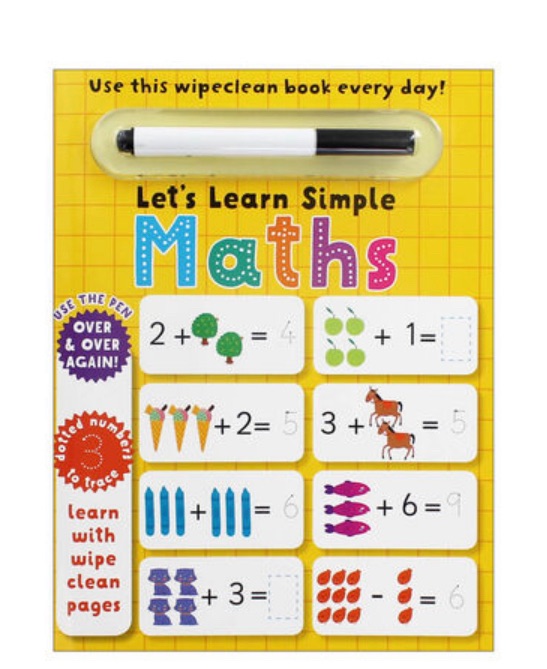 Use this wipeclean book every day!
Let's Learn Simple
Maths
USE THE PEN
OVER
& OVER
AGAIN!
dotted numbers
3
to trace
learn
with
wipe
clean
pages
2 + = 4
+ 1 =
+ 2 = 5
3 + = 5
+ = 6
+ 6 = 9
+ 3 =
- = 6